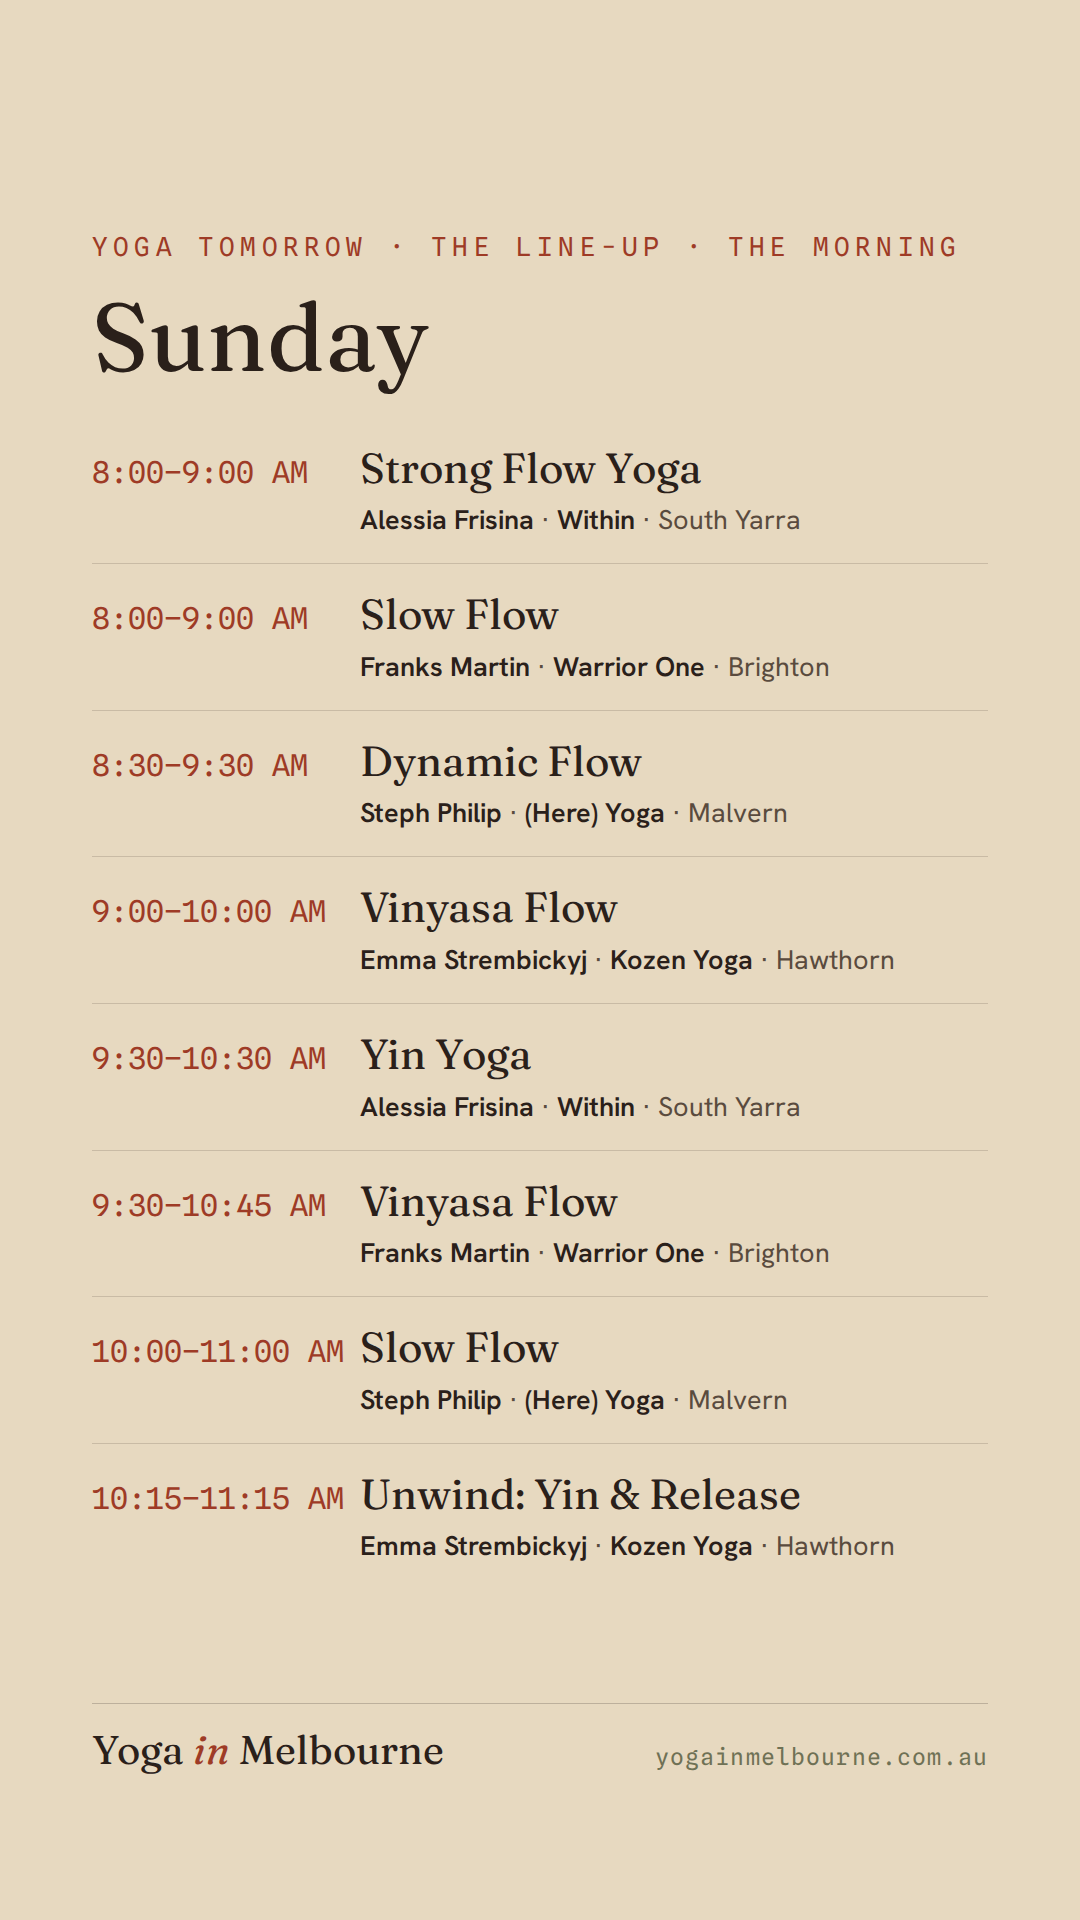 YOGA TOMORROW · THE LINE-UP · THE MORNING
Sunday
8:00–9:00 AM Strong Flow Yoga
Alessia Frisina · Within · South Yarra
8:00–9:00 AM Slow Flow
Franks Martin · Warrior One · Brighton
8:30–9:30 AM Dynamic Flow
Steph Philip · (Here) Yoga · Malvern
9:00–10:00 AM Vinyasa Flow
Emma Strembickyj · Kozen Yoga · Hawthorn
9:30–10:30 AM Yin Yoga
Alessia Frisina · Within · South Yarra
9:30–10:45 AM Vinyasa Flow
Franks Martin · Warrior One · Brighton
10:00–11:00 AM Slow Flow
Steph Philip · (Here) Yoga · Malvern
10:15–11:15 AM Unwind: Yin & Release
Emma Strembickyj · Kozen Yoga · Hawthorn
Yoga in Melbourne yogainmelbourne.com.au